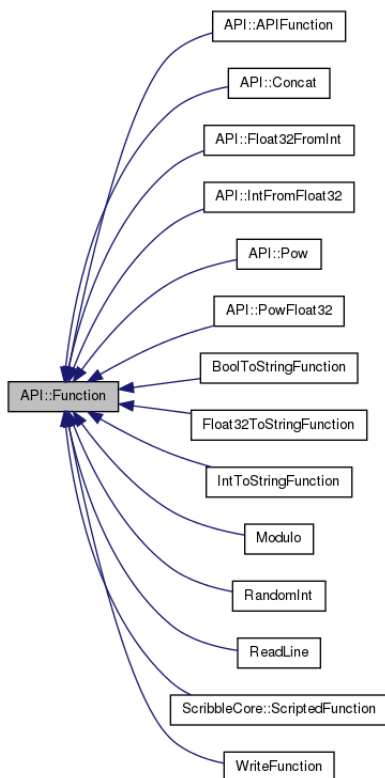 API::APIFunction
API::Concat
API::Float32FromInt
API::IntFromFloat32
API::Pow
API::PowFloat32
BoolToStringFunction
API::Function
Float32ToStringFunction
IntToStringFunction
Modulo
RandomInt
ReadLine
ScribbleCore::ScriptedFunction
WriteFunction